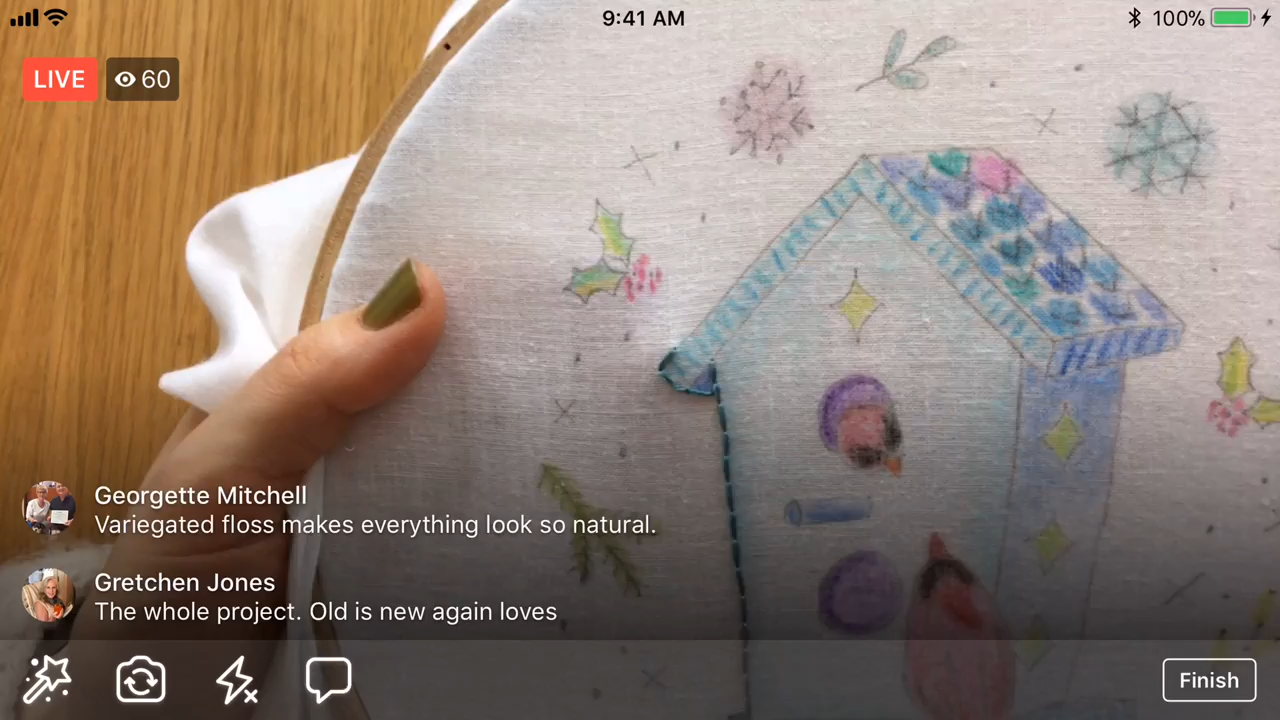 9:41 AM
100%
LIVE
60
Georgette Mitchell
Variegated floss makes everything look so natural.
Gretchen Jones
The whole project. Old is new again loves
Finish